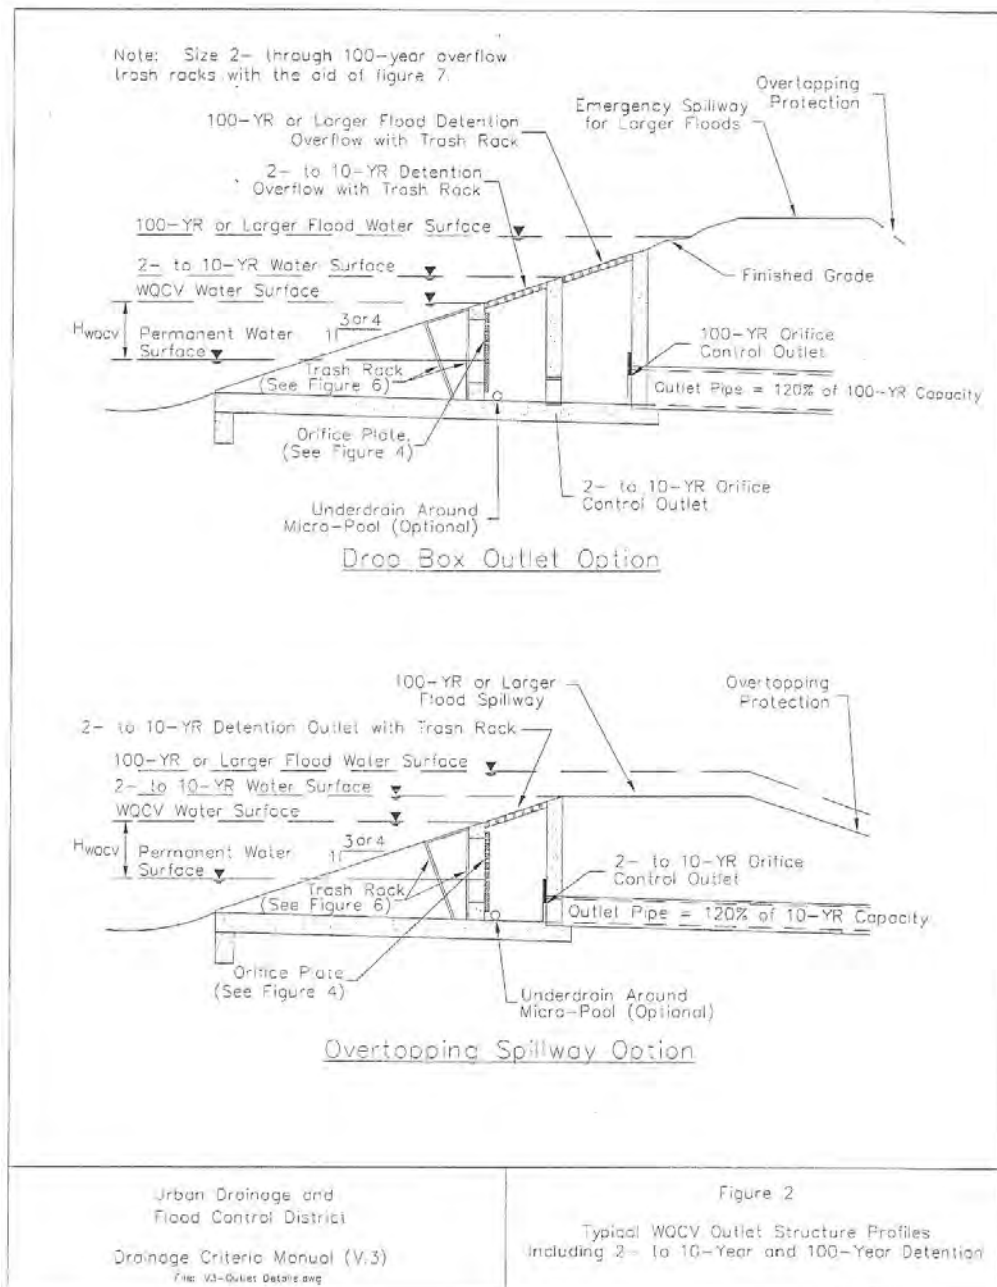 Note: Size 2- through 100-year overflow
trash racks with the aid of figure 7.
Overtopping
Protection
Emergency Spillway
for Larger Floods
100-YR or Larger Flood Detention
Overflow with Trash Rack
2- to 10-YR Detention
Overflow with Trash Rack
100-YR or Larger Flood Water Surface
2- to 10-YR Water Surface
WQCV Water Surface
Finished Grade
HWQCV
Permanent Water
Surface
1
3 or 4
Trash Rack
(See Figure 6)
100-YR Orifice
Control Outlet
Outlet Pipe = 120% of 100-YR Capacity
Orifice Plate
(See Figure 4)
2- to 10-YR Orifice
Control Outlet
Underdrain Around
Micro-Pool (Optional)
Drop Box Outlet Option
100-YR or Larger
Flood Spillway
Overtopping
Protection
2- to 10-YR Detention Outlet with Trash Rack
100-YR or Larger Flood Water Surface
2- to 10-YR Water Surface
WQCV Water Surface
HWQCV
Permanent Water
Surface
1
3 or 4
Trash Rack
(See Figure 6)
2- to 10-YR Orifice
Control Outlet
Outlet Pipe = 120% of 10-YR Capacity
Orifice Plate
(See Figure 4)
Underdrain Around
Micro-Pool (Optional)
Overtopping Spillway Option
Urban Drainage and
Flood Control District
Drainage Criteria Manual (V.3)
File: V3-Outlet Details.dwg
Figure 2
Typical WQCV Outlet Structure Profiles
Including 2- to 10-Year and 100-Year Detention